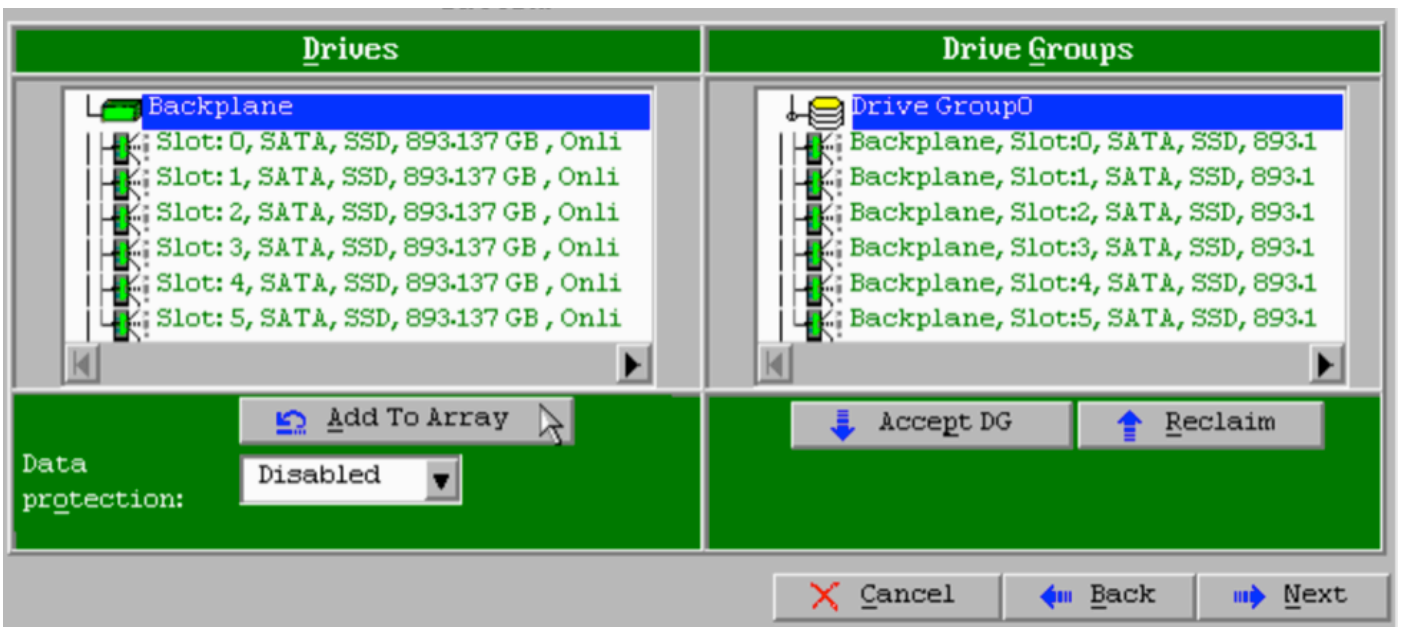 Drives
Backplane
Slot: 0, SATA, SSD, 893.137 GB , Onli
Slot: 1, SATA, SSD, 893.137 GB , Onli
Slot: 2, SATA, SSD, 893.137 GB , Onli
Slot: 3, SATA, SSD, 893.137 GB , Onli
Slot: 4, SATA, SSD, 893.137 GB , Onli
Slot: 5, SATA, SSD, 893.137 GB , Onli
Add To Array
Data
protection:
Disabled
Drive Groups
Drive Group0
Backplane, Slot:0, SATA, SSD, 893.1
Backplane, Slot:1, SATA, SSD, 893.1
Backplane, Slot:2, SATA, SSD, 893.1
Backplane, Slot:3, SATA, SSD, 893.1
Backplane, Slot:4, SATA, SSD, 893.1
Backplane, Slot:5, SATA, SSD, 893.1
Accept DG
Reclaim
Cancel
Back
Next